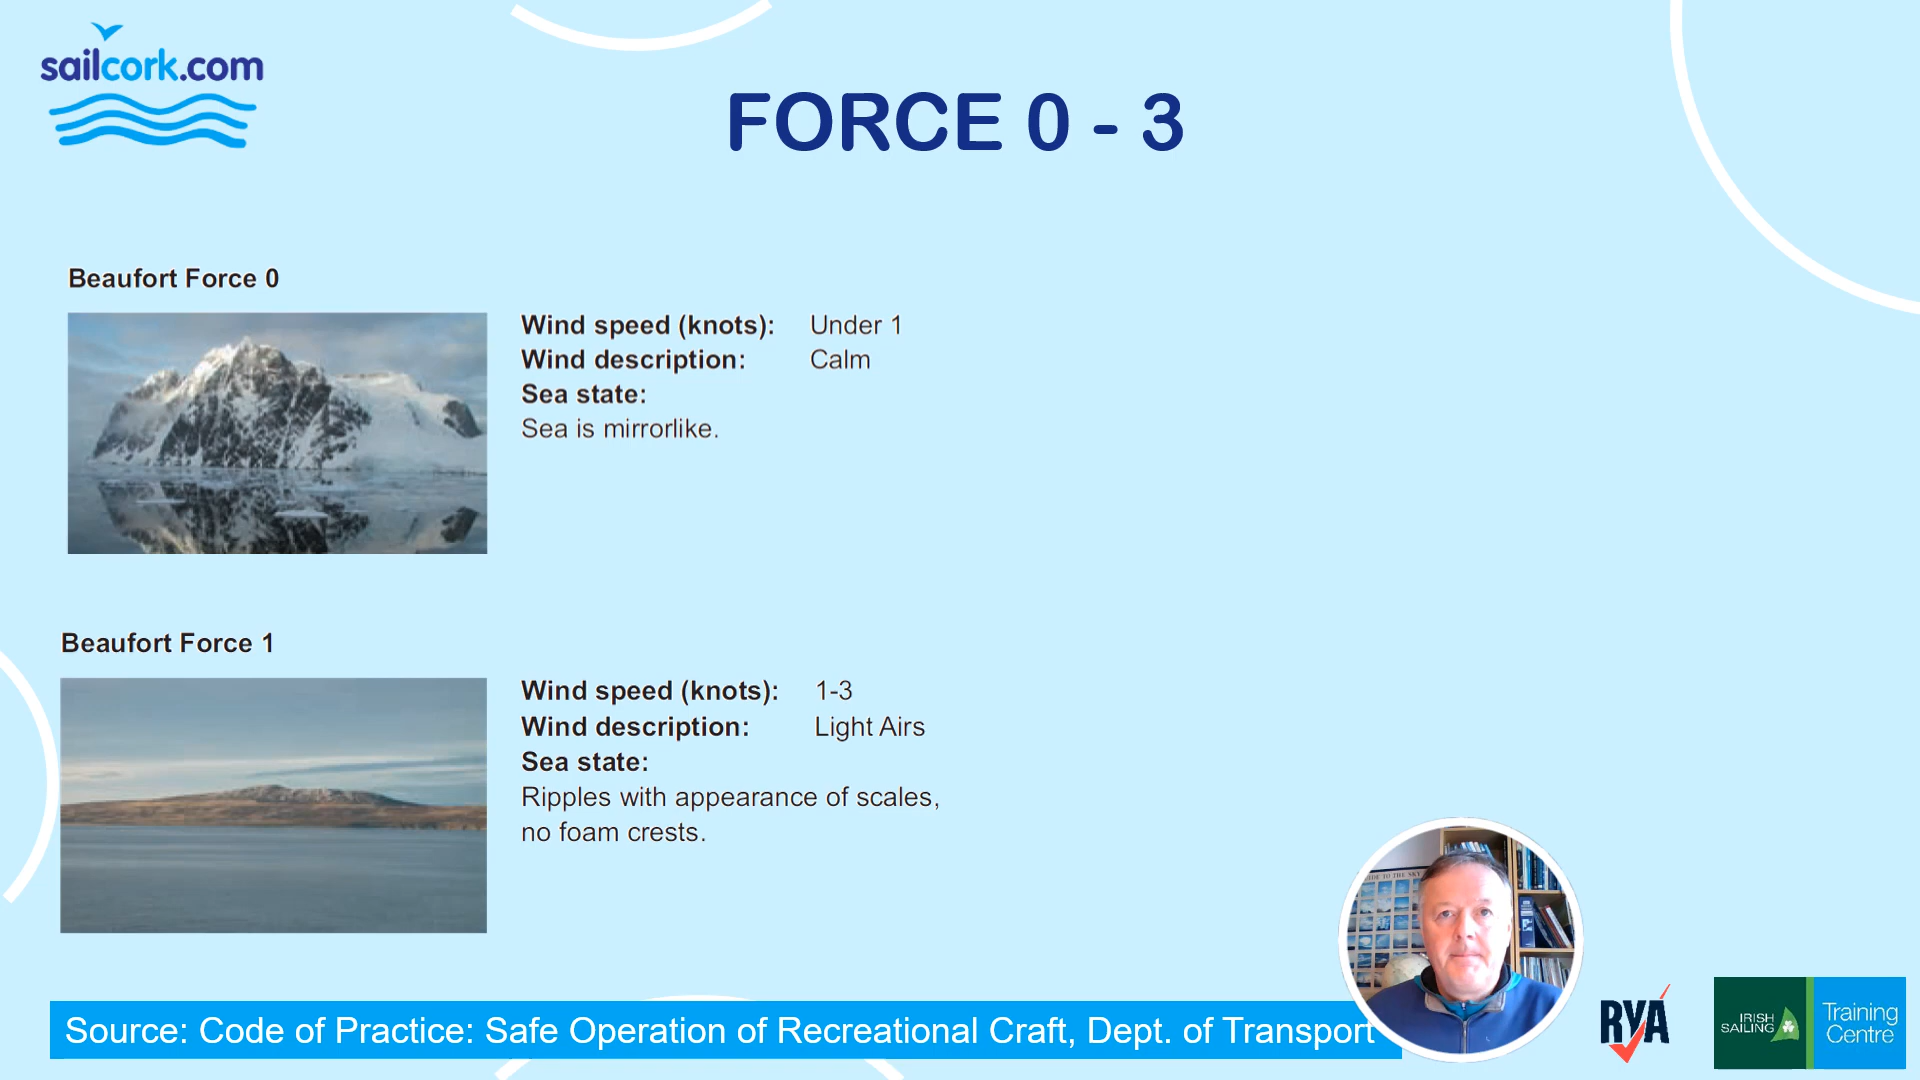 sailcork.com
FORCE 0 - 3
Beaufort Force 0
Wind speed (knots): Under 1
Wind description: Calm
Sea state:
Sea is mirrorlike.
Beaufort Force 1
Wind speed (knots): 1-3
Wind description: Light Airs
Sea state:
Ripples with appearance of scales,
no foam crests.
Source: Code of Practice: Safe Operation of Recreational Craft, Dept. of Transport
TO THE SKY
RYA
IRISH
SAILING
Training
Centre